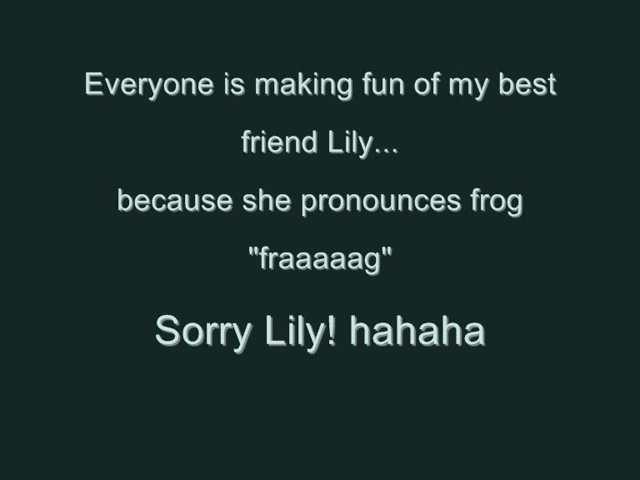 Everyone is making fun of my best
friend Lily...
because she pronounces frog
"fraaaaag"
Sorry Lily! hahaha